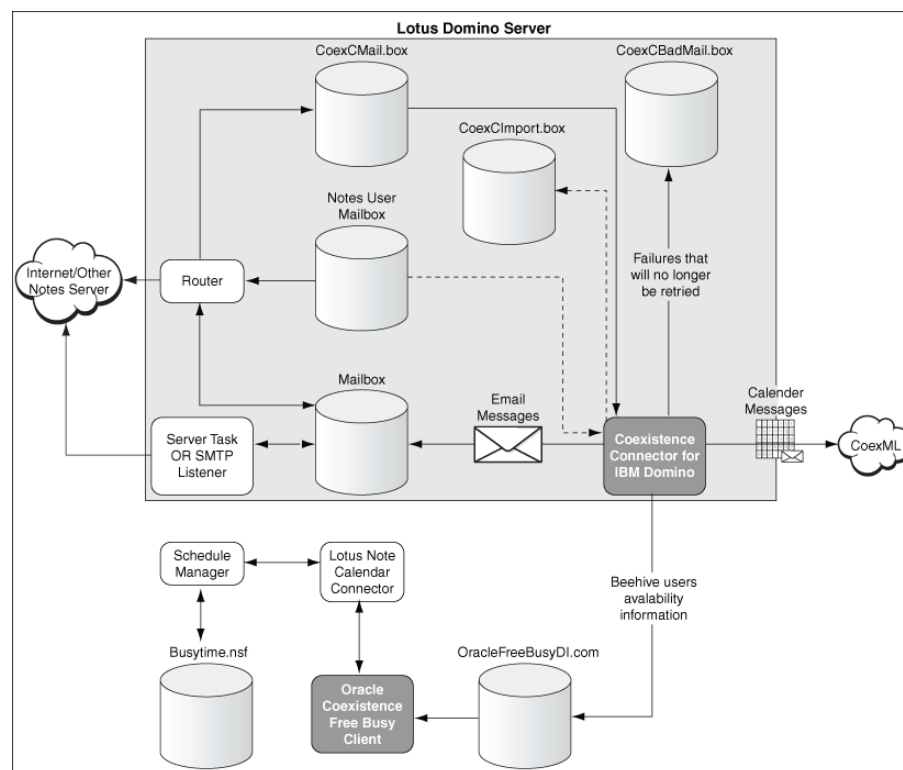 Lotus Domino Server
CoexCMail.box
CoexCBadMail.box
CoexCImport.box
Notes User
Mailbox
Internet/Other
Notes Server
Router
Failures that
will no longer
be retried
Mailbox
Email
Messages
Calender
Messages
Server Task
OR SMTP
Listener
Coexistence
Connector for
IBM Domino
CoexML
Schedule
Manager
Lotus Note
Calendar
Connector
Beehive users
avalability
information
Busytime.nsf
OracleFreeBusyDI.com
Oracle
Coexistence
Free Busy
Client